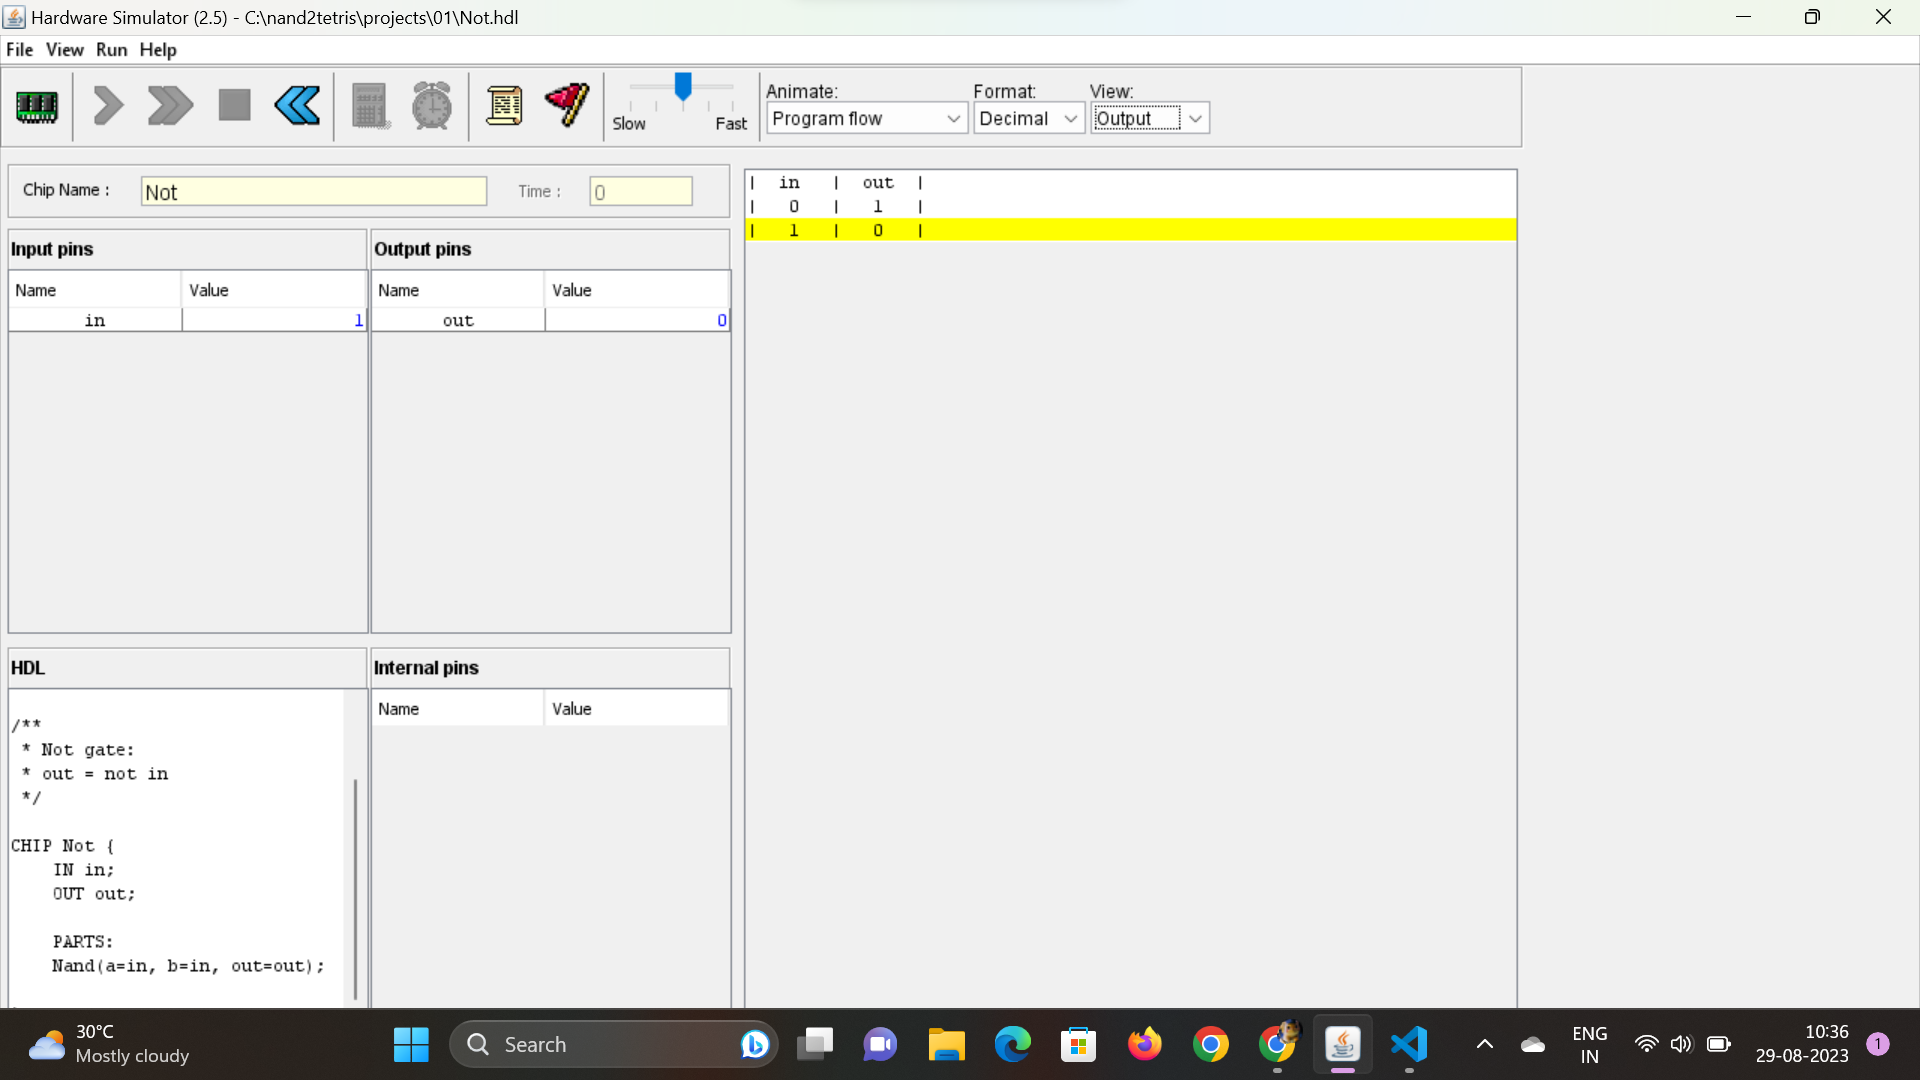 Hardware Simulator (2.5) - C:\nand2tetris\projects\01\Not.hdl
File View Run Help
Slow Fast
Animate: Format: View:
Program flow Decimal Output
Chip Name : Not Time : 0
| in | out |
| 0 | 1 |
| 1 | 0 |
Input pins Output pins
Name Value Name Value
in 1 out 0
HDL Internal pins
Name Value
/**
* Not gate:
* out = not in
*/
CHIP Not {
IN in;
OUT out;
PARTS:
Nand(a=in, b=in, out=out);
30°C
Mostly cloudy
Search
ENG
IN
10:36
29-08-2023
1